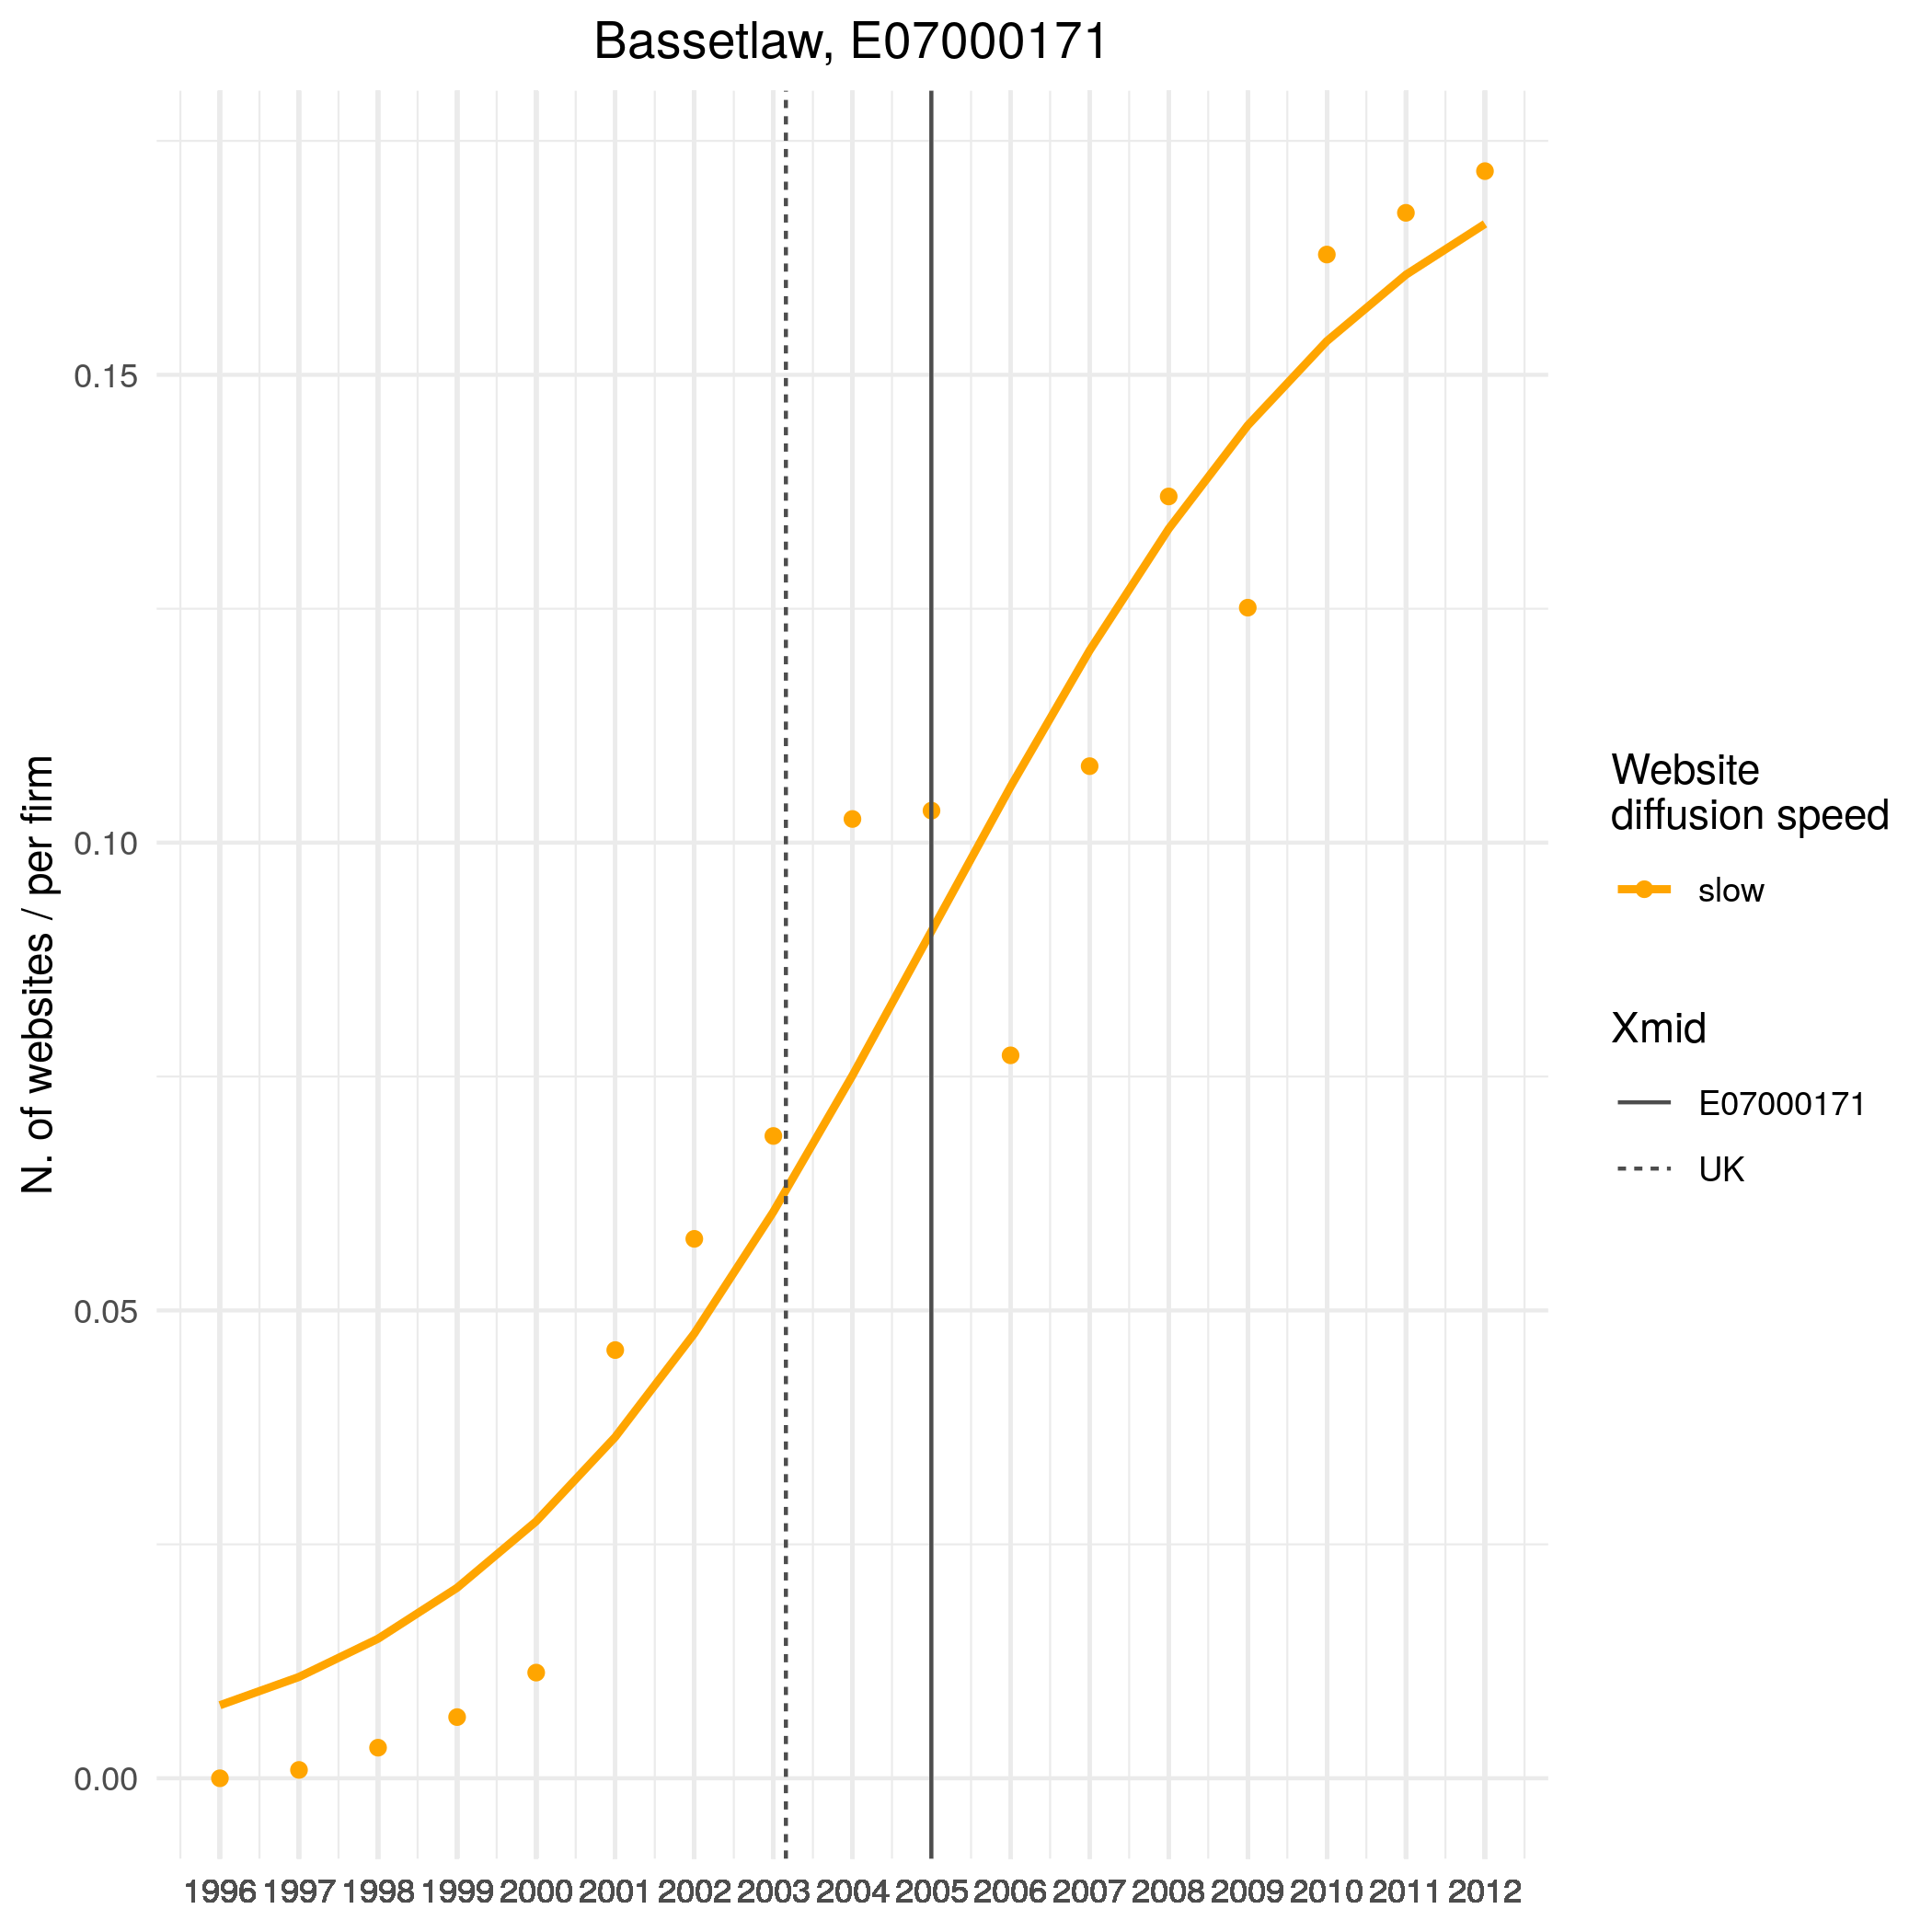 Bassetlaw, E07000171
N. of websites / per firm
0.15
0.10
0.05
0.00
1996 1997 1998 1999 2000 2001 2002 2003 2004 2005 2006 2007 2008 2009 2010 2011 2012
Website
diffusion speed
slow
Xmid
E07000171
UK